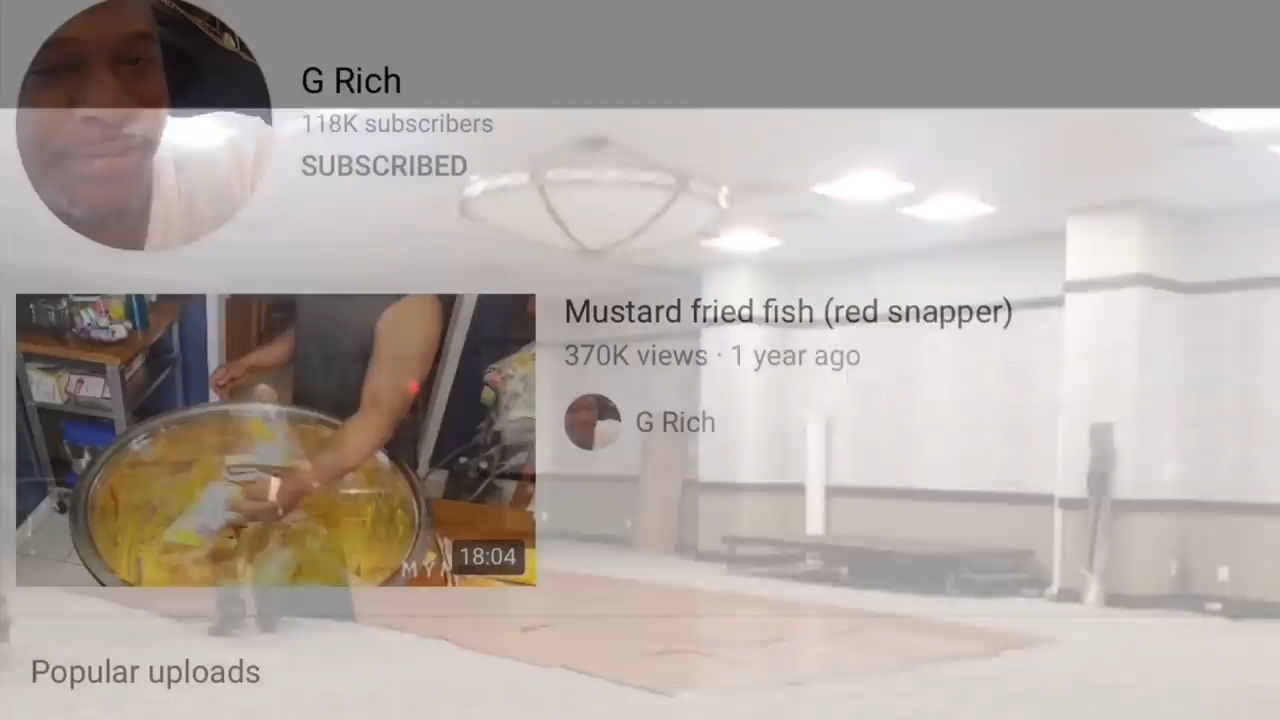 G Rich
118K subscribers
SUBSCRIBED
Mustard fried fish (red snapper)
370K views · 1 year ago
G Rich
18:04
Popular uploads